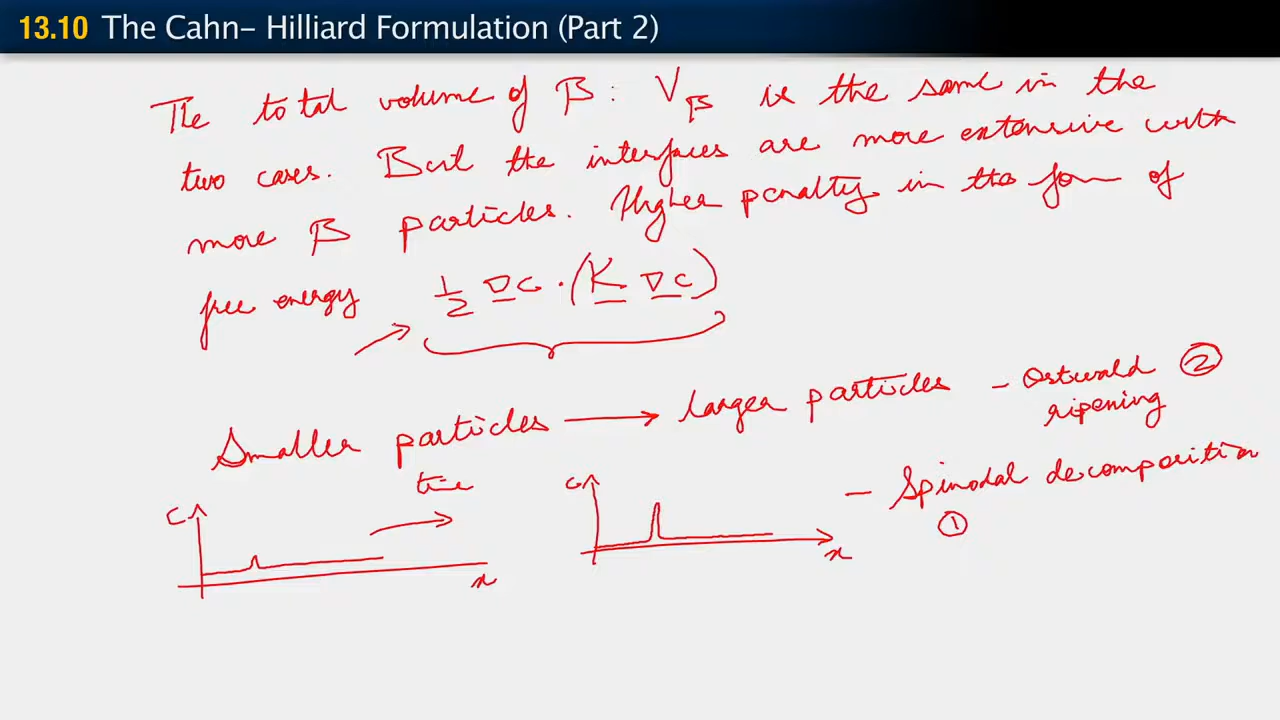 13.10 The Cahn– Hilliard Formulation (Part 2)
The total volume of β : Vβ is the same in the
two cases. But the interfaces are more extensive with
more β particles. Higher penalty in the form of
free energy 1/2 ∇c · (K ∇c)
Smaller particles → larger particles – Ostwald ②
ripening
time
– Spinodal decomposition
①
C
x
C
x